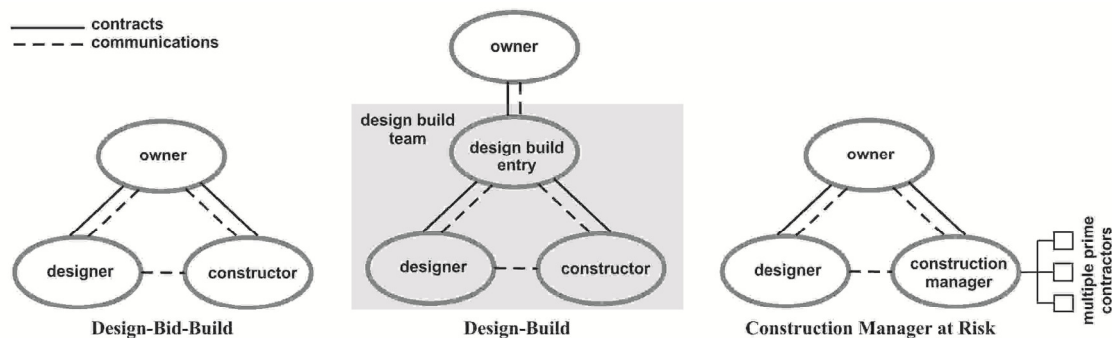 contracts
communications
owner
designer
constructor
Design-Bid-Build
owner
design build
team
design build
entry
designer
constructor
Design-Build
owner
designer
construction
manager
multiple prime
contractors
Construction Manager at Risk